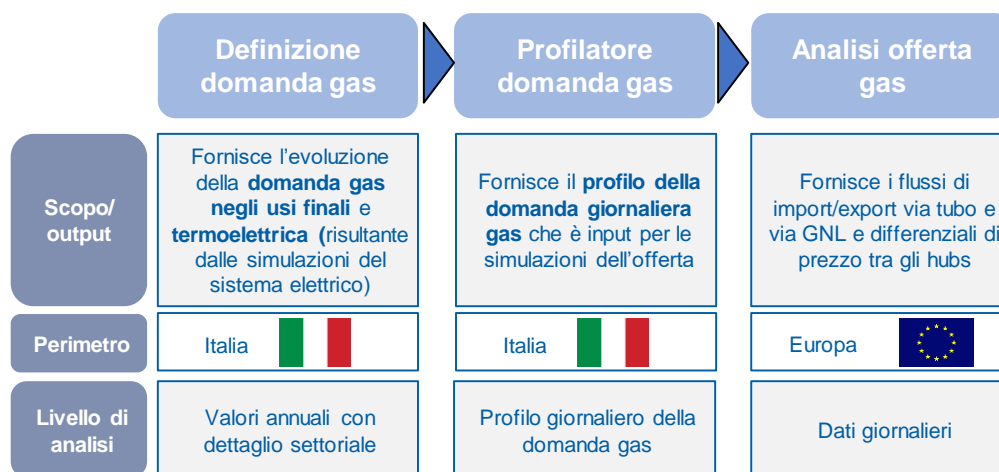 Definizione
domanda gas
Profilatore
domanda gas
Analisi offerta
gas
Scopo/
output
Fornisce l'evoluzione
della domanda gas
negli usi finali e
termoelettrica (risultante
dalle simulazioni del
sistema elettrico)
Fornisce il profilo della
domanda giornaliera
gas che è input per le
simulazioni dell'offerta
Fornisce i flussi di
import/export via tubo e
via GNL e differenziali di
prezzo tra gli hubs
Perimetro
Italia
Italia
Europa
Livello di
analisi
Valori annuali con
dettaglio settoriale
Profilo giornaliero della
domanda gas
Dati giornalieri